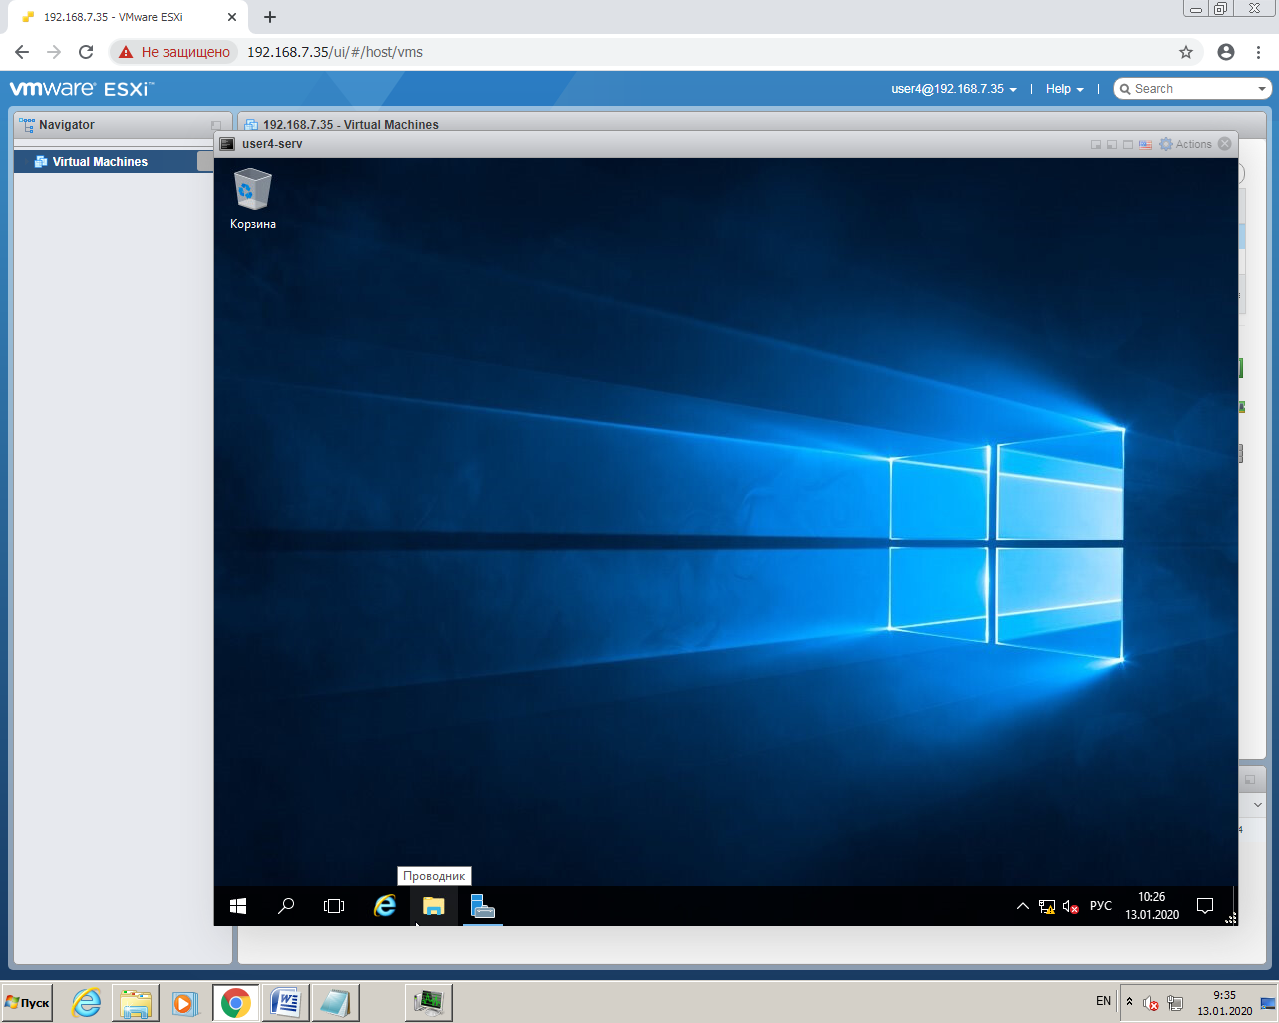 192.168.7.35 - VMware ESXi
Не защищено
192.168.7.35/ui/#/host/vms
vmware ESXi™
user4@192.168.7.35
Help
Search
Navigator
192.168.7.35 - Virtual Machines
Virtual Machines
user4-serv
Actions
Корзина
Проводник
РУС
10:26
13.01.2020
Пуск
EN
9:35
13.01.2020